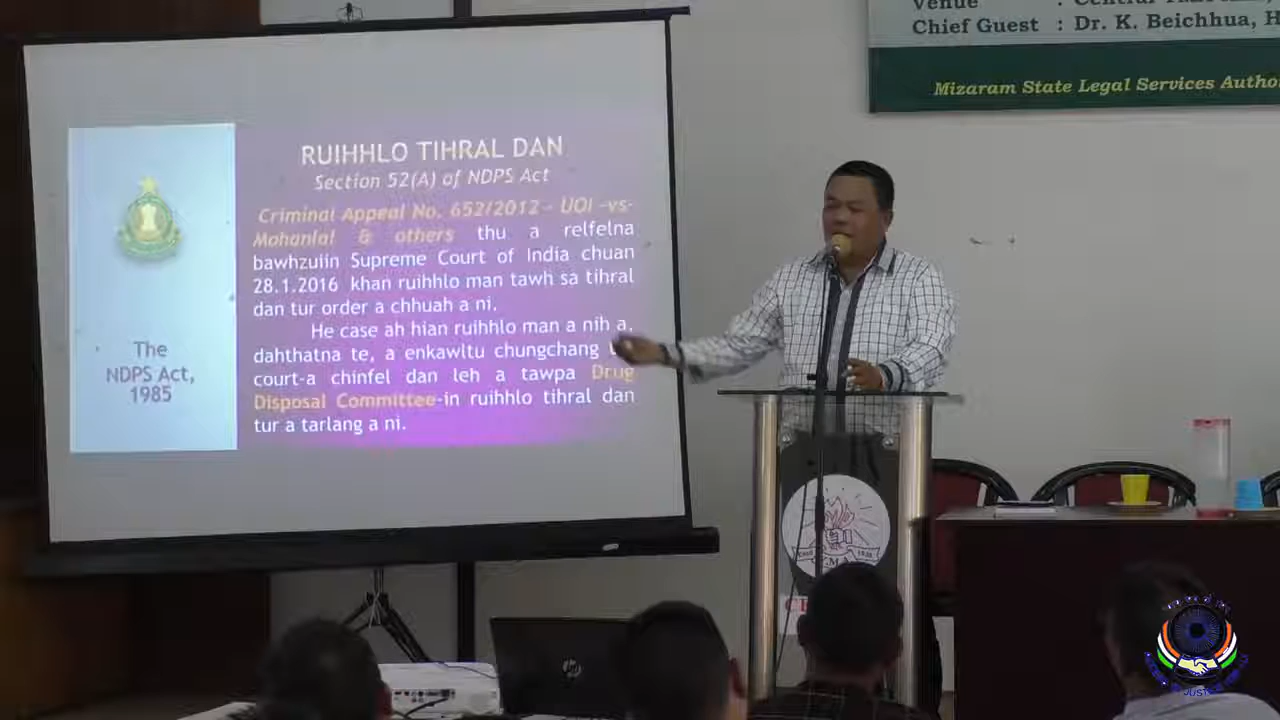 Venue : Central
Chief Guest : Dr. K. Beichhua, H
Mizaram State Legal Services Autho
RUIHHLO TIHRAL DAN
Section 52(A) of NDPS Act
Criminal Appeal No. 652/2012 – UOI –vs-
Mohanlal & others thu a relfelna
bawhzuiin Supreme Court of India chuan
28.1.2016 khan ruihhlo man tawh sa tihral
dan tur order a chhuah a ni.
He case ah hian ruihhlo man a nih a,
dahthatna te, a enkawltu chungchang
court-a chinfel dan leh a tawpa Drug
Disposal Committee-in ruihhlo tihral dan
tur a tarlang a ni.
The
NDPS Act,
1985
hp
JUSTICE